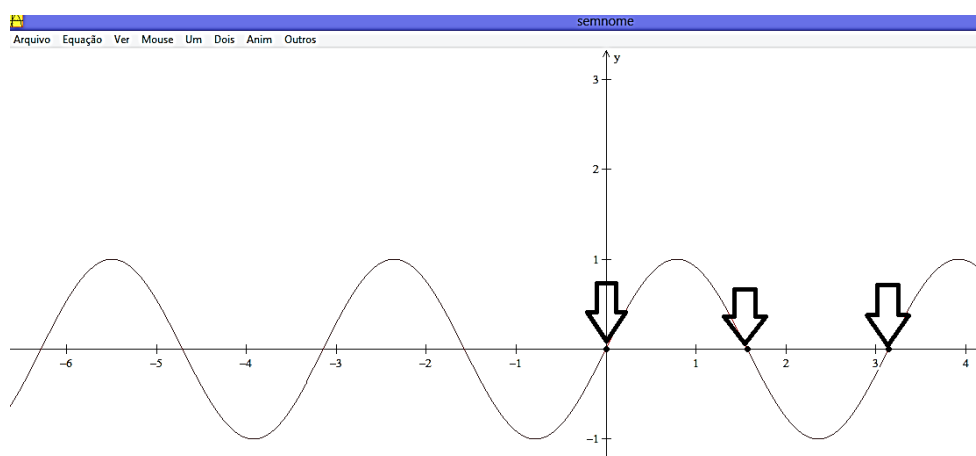 semnome
Arquivo Equação Ver Mouse Um Dois Anim Outros
y
3
2
1
−6 −5 −4 −3 −2 −1 1 2 3 4
−1